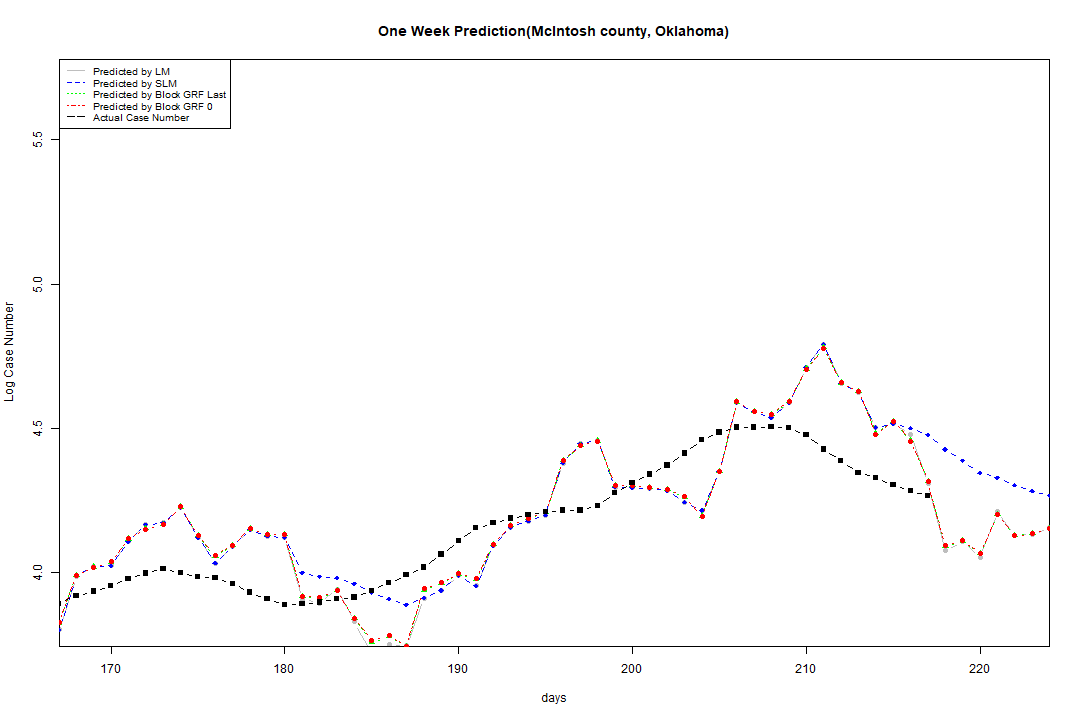 One Week Prediction(McIntosh county, Oklahoma)
Predicted by LM
Predicted by SLM
Predicted by Block GRF Last
Predicted by Block GRF 0
Actual Case Number
5.5
5.0
4.5
4.0
Log Case Number
170 180 190 200 210 220
days